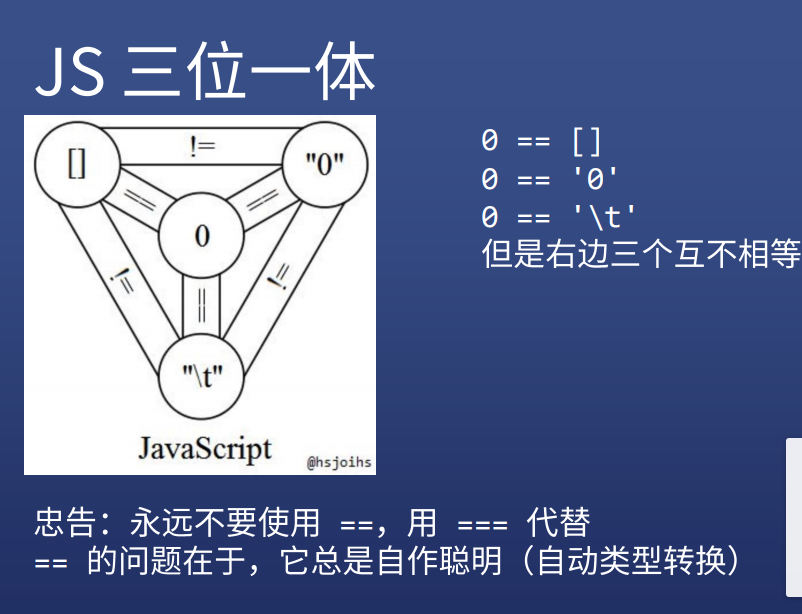 JS 三位一体
[]
!=
"0"
==
==
0
!=
==
!=
"\t"
JavaScript
@hsjoihs
0 == []
0 == '0'
0 == '\t'
但是右边三个互不相等
忠告：永远不要使用 ==，用 === 代替
== 的问题在于，它总是自作聪明（自动类型转换）